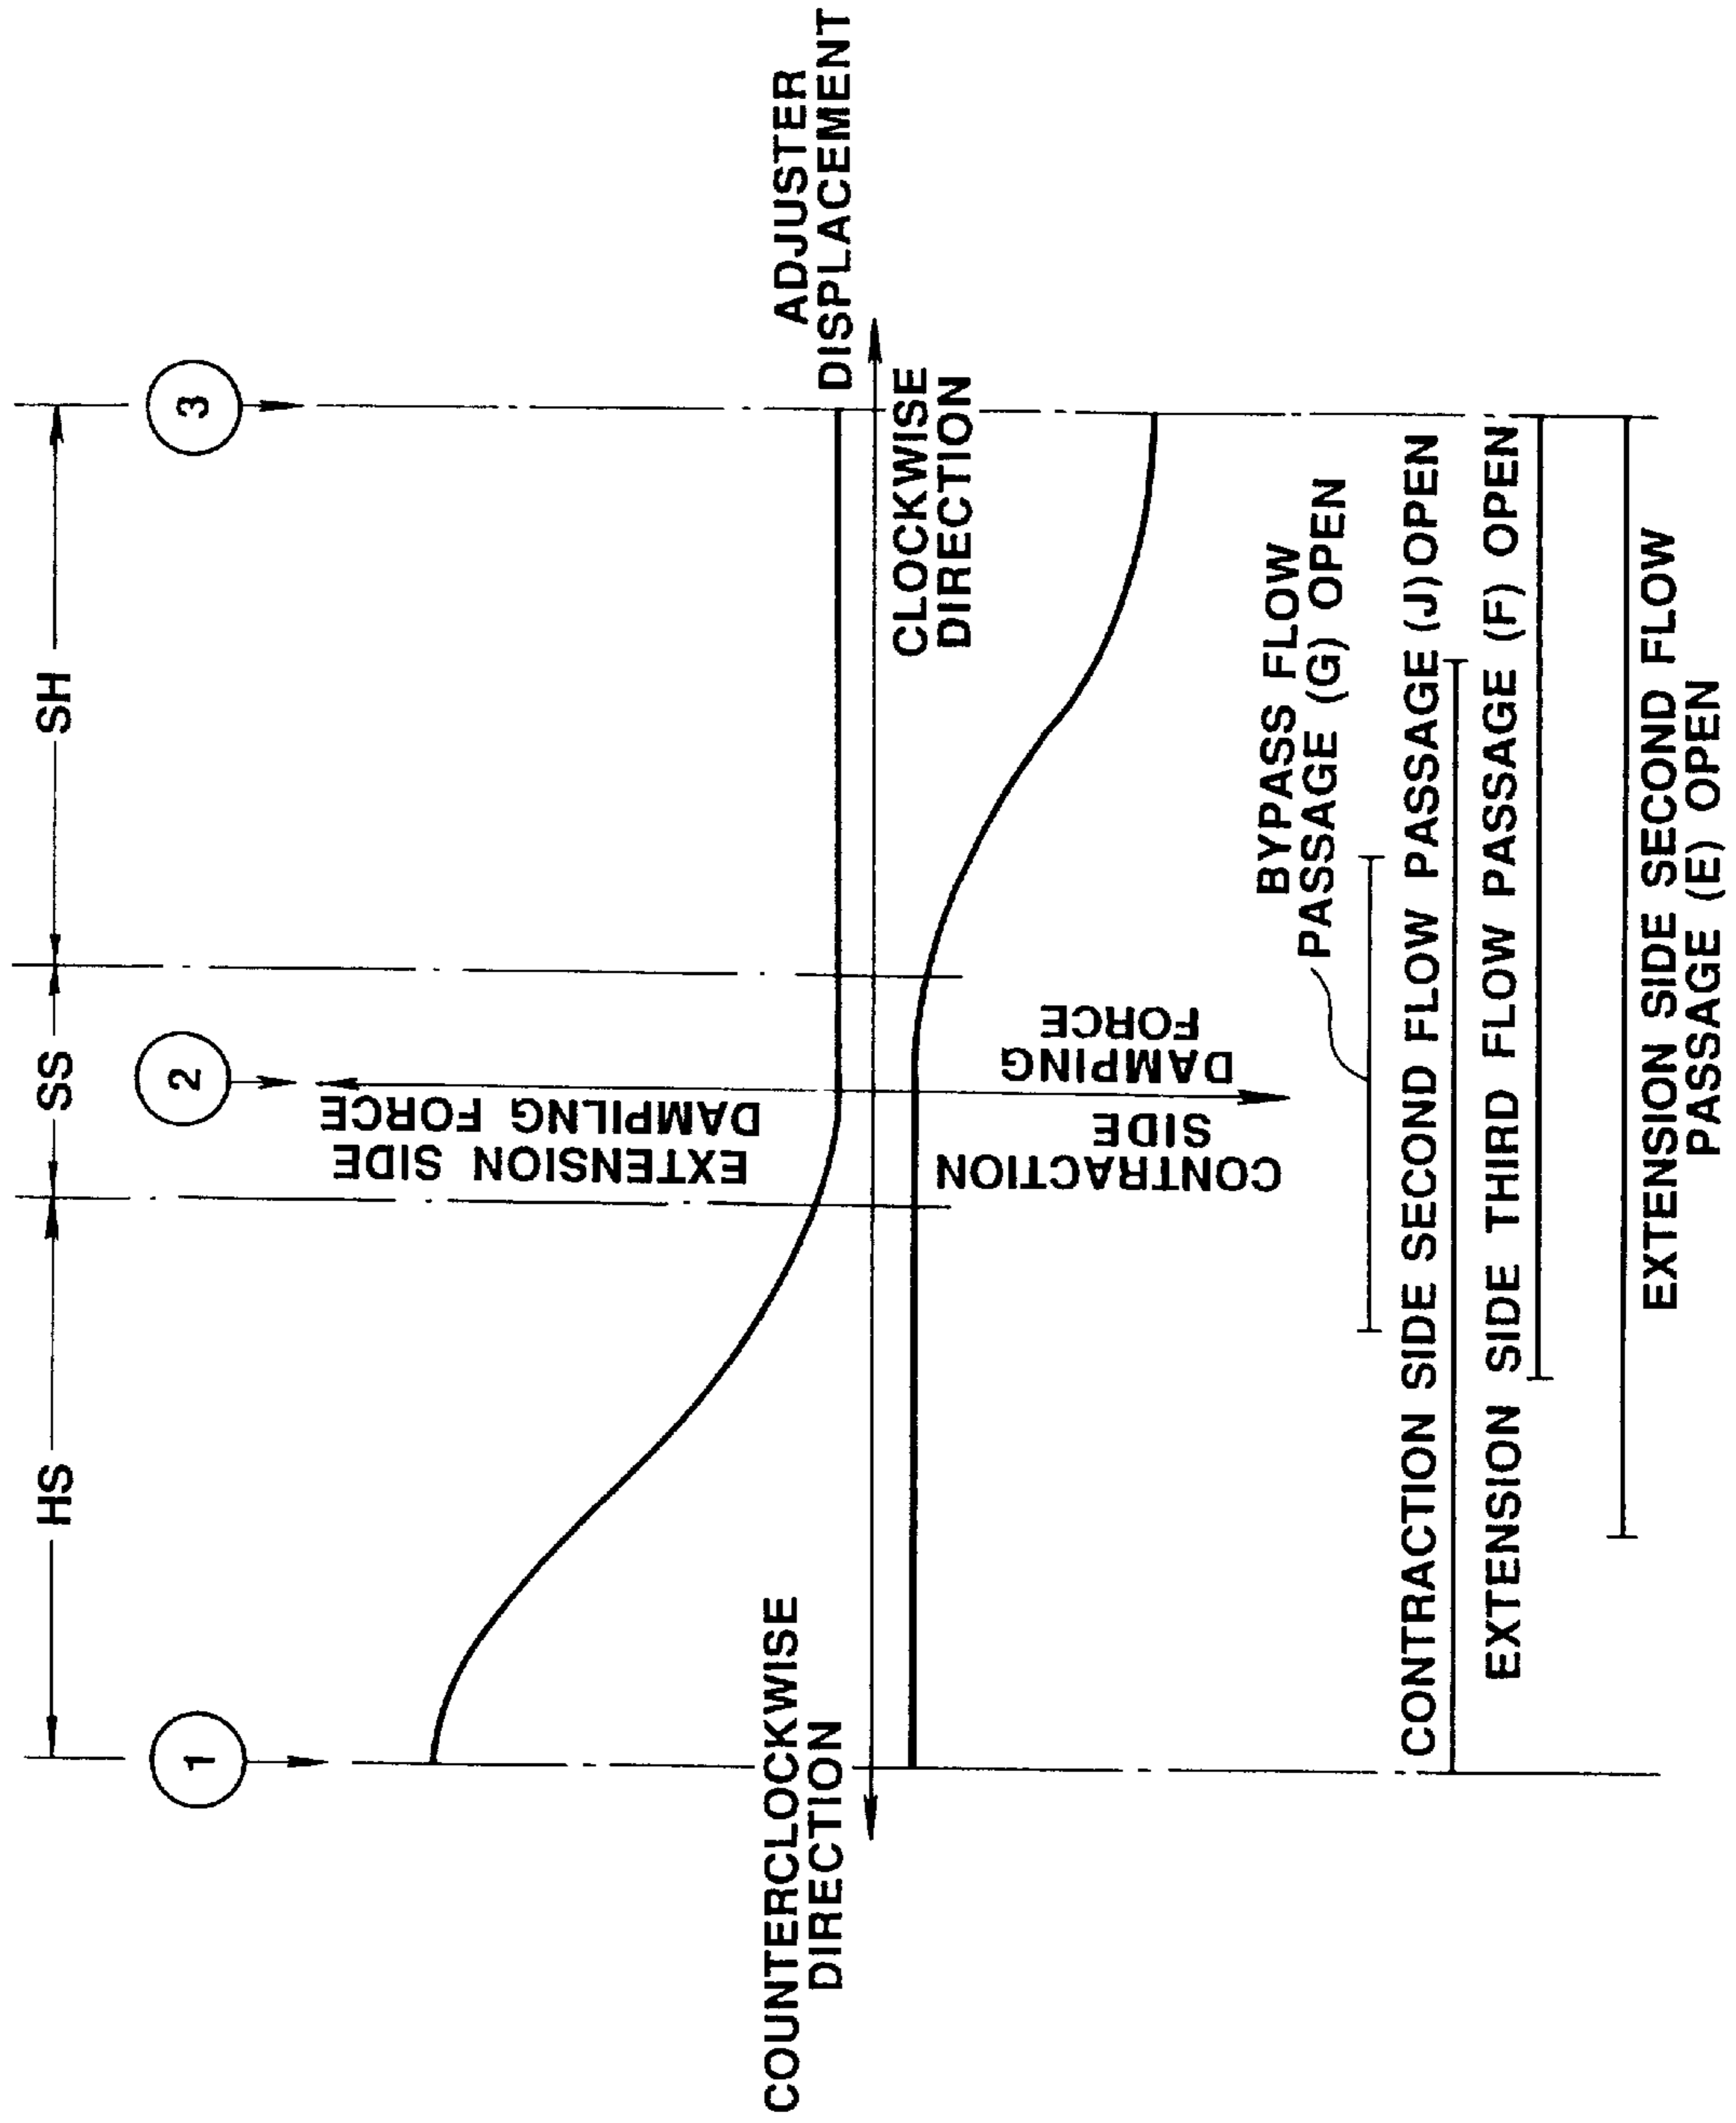 HS
SS
SH
1
2
3
EXTENSION SIDE
DAMPILNG FORCE
ADJUSTER
DISPLACEMENT
COUNTERCLOCKWISE
DIRECTION
CLOCKWISE
DIRECTION
CONTRACTION
SIDE
DAMPING
FORCE
BYPASS FLOW
PASSAGE (G) OPEN
CONTRACTION SIDE SECOND FLOW PASSAGE (J) OPEN
EXTENSION SIDE THIRD FLOW PASSAGE (F) OPEN
EXTENSION SIDE SECOND FLOW
PASSAGE (E) OPEN